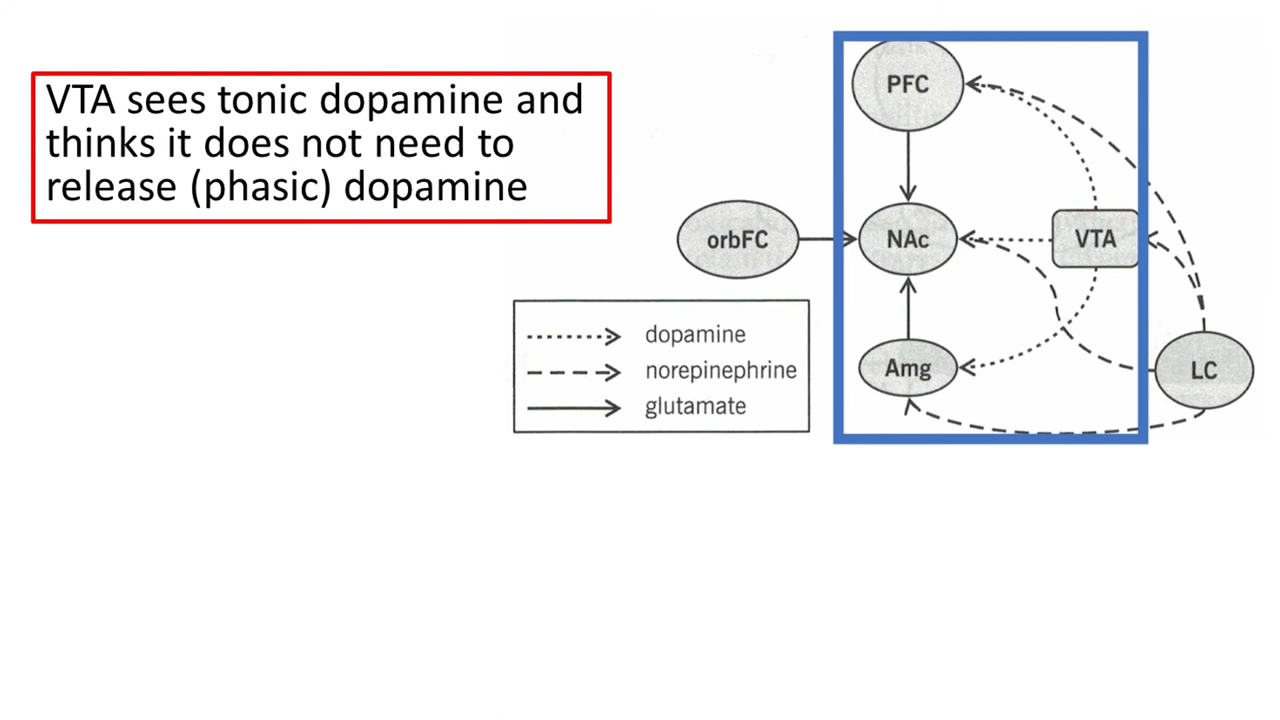 VTA sees tonic dopamine and
thinks it does not need to
release (phasic) dopamine
PFC
orbFC
NAc
VTA
Amg
LC
dopamine
norepinephrine
glutamate